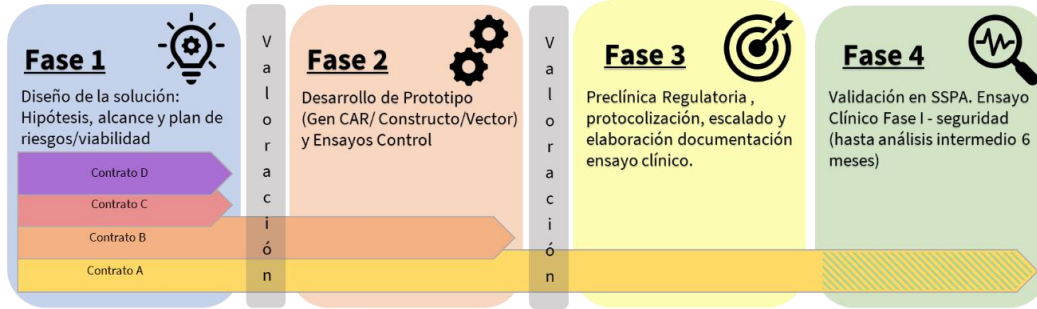 Fase 1
Diseño de la solución:
Hipótesis, alcance y plan de
riesgos/viabilidad
Contrato D
Contrato C
Contrato B
Contrato A
Valoración
Fase 2
Desarrollo de Prototipo
(Gen CAR/ Constructo/Vector)
y Ensayos Control
Valoración
Fase 3
Preclínica Regulatoria ,
protocolización, escalado y
elaboración documentación
ensayo clínico.
Fase 4
Validación en SSPA. Ensayo
Clínico Fase I - seguridad
(hasta análisis intermedio 6
meses)